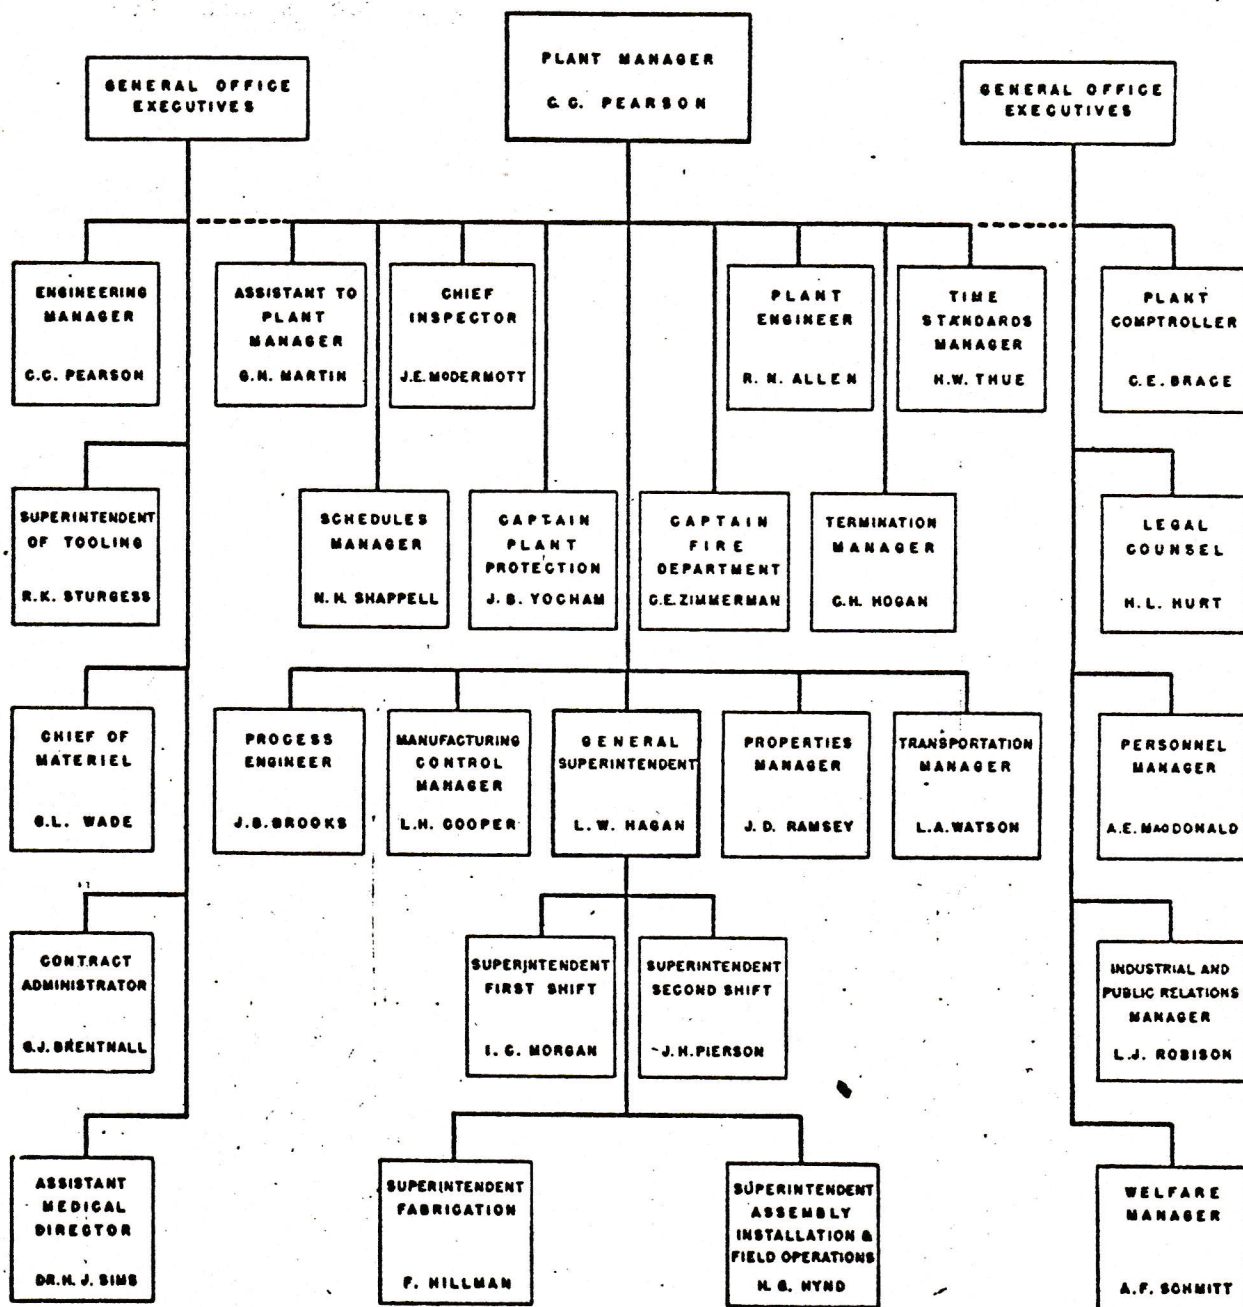 PLANT MANAGER
C. C. PEARSON
GENERAL OFFICE
EXECUTIVES
GENERAL OFFICE
EXECUTIVES
ENGINEERING
MANAGER
C.C. PEARSON
ASSISTANT TO
PLANT
MANAGER
G.N. MARTIN
CHIEF
INSPECTOR
J.E. McDERMOTT
PLANT
ENGINEER
R. N. ALLEN
TIME
STANDARDS
MANAGER
H.W. THUE
PLANT
COMPTROLLER
C.E. BRACE
SUPERINTENDENT
OF TOOLING
R.K. STURGESS
SCHEDULES
MANAGER
N.H. SHAPPELL
CAPTAIN
PLANT
PROTECTION
J.B. YOCHAM
CAPTAIN
FIRE
DEPARTMENT
C.E. ZIMMERMAN
TERMINATION
MANAGER
C.H. HOGAN
LEGAL
COUNSEL
H.L. HURT
CHIEF OF
MATERIEL
G.L. WADE
PROCESS
ENGINEER
J.B. BROOKS
MANUFACTURING
CONTROL
MANAGER
L.H. COOPER
GENERAL
SUPERINTENDENT
L.W. HAGAN
PROPERTIES
MANAGER
J.D. RAMSEY
TRANSPORTATION
MANAGER
L.A. WATSON
PERSONNEL
MANAGER
A.E. MacDONALD
CONTRACT
ADMINISTRATOR
G.J. BRENTNALL
SUPERINTENDENT
FIRST SHIFT
I. C. MORGAN
SUPERINTENDENT
SECOND SHIFT
J.H. PIERSON
INDUSTRIAL AND
PUBLIC RELATIONS
MANAGER
L.J. ROBISON
ASSISTANT
MEDICAL
DIRECTOR
DR. H. J. SIMS
SUPERINTENDENT
FABRICATION
F. HILLMAN
SUPERINTENDENT
ASSEMBLY
INSTALLATION &
FIELD OPERATIONS
H. G. HYND
WELFARE
MANAGER
A.F. SCHMITT